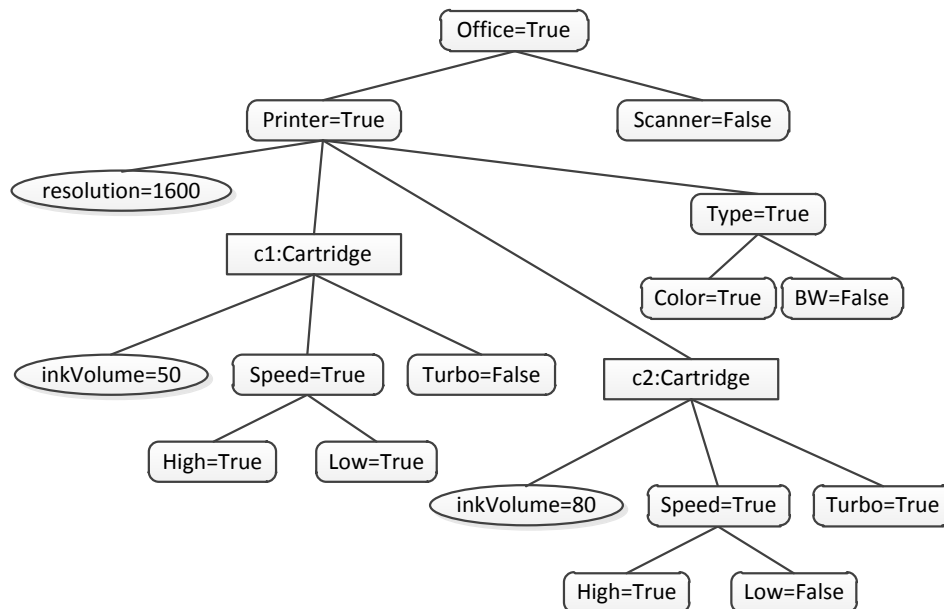 Office=True
Printer=True
Scanner=False
resolution=1600
Type=True
c1:Cartridge
Color=True
BW=False
inkVolume=50
Speed=True
Turbo=False
c2:Cartridge
High=True
Low=True
inkVolume=80
Speed=True
Turbo=True
High=True
Low=False